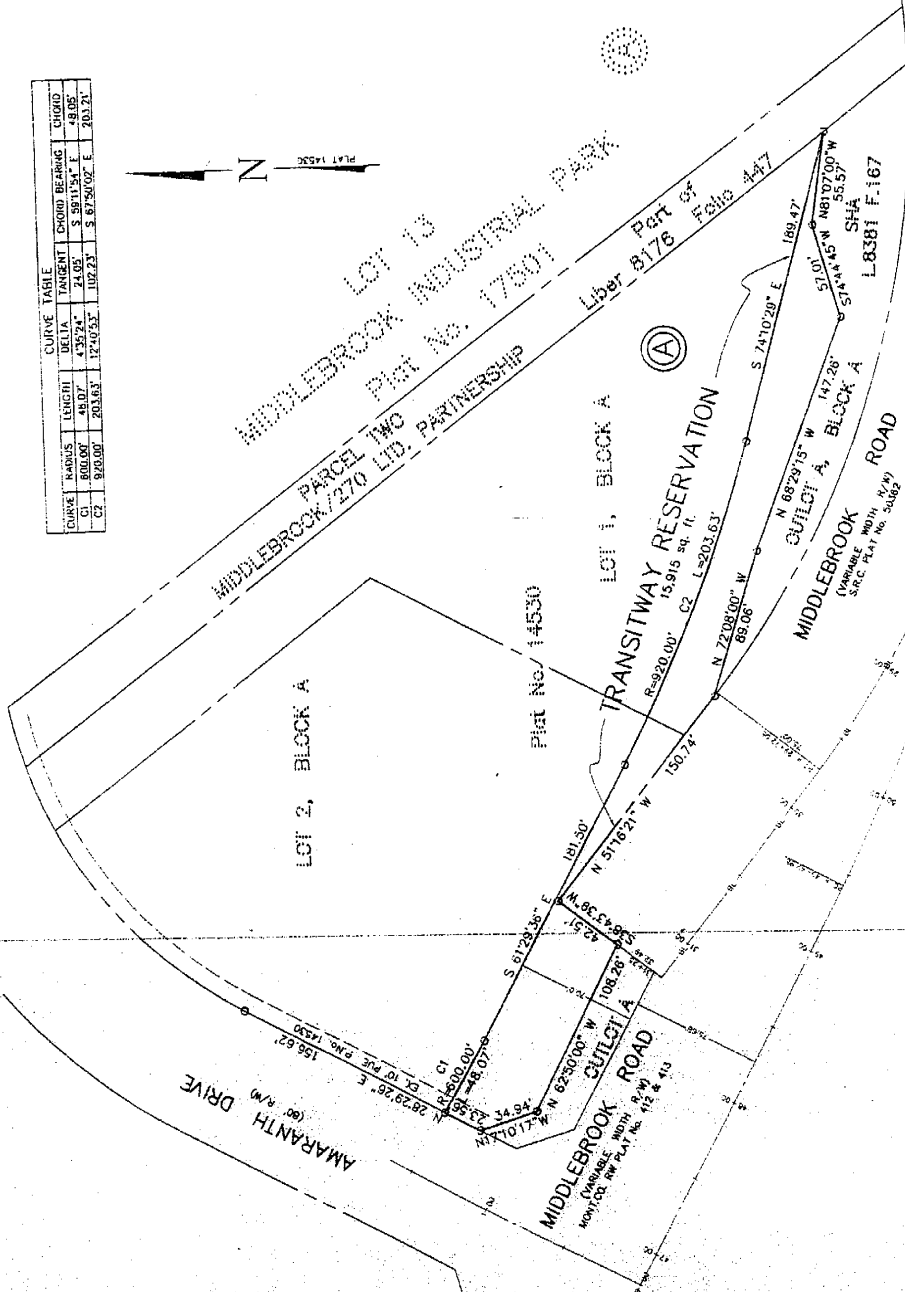 CURVE TABLE
CURVE RADIUS LENGTH DELTA TANGENT CHORD BEARING CHORD
C1 600.00' 48.07' 4°35'24" 24.05' S 59°11'54" E 48.05'
C2 920.00' 203.63' 12°40'53" 102.23' S 67°50'02" E 203.21'
N
PLAT 14530
LOT 13
MIDDLEBROOK INDUSTRIAL PARK
Plat No. 17501
Part of
Liber 8176 Folio 447
PARCEL TWO
MIDDLEBROOK/270 LTD. PARTNERSHIP
A
A
LOT 1, BLOCK A
LOT 2, BLOCK A
Plat No. 14530
TRANSITWAY RESERVATION
15,915 sq. ft.
S 74°10'29" E 189.47'
R=920.00' C2 L=203.63'
S 61°29'36" E 181.50'
C1
R=600.00'
L=48.07'
N81°07'00"W
55.57'
S74°44'45"W
57.01'
SHA
L.8381 F.167
N 68°29'15" W 147.26'
OUTLOT A, BLOCK A
N 72°08'00" W
89.06'
N 51°16'21" W 150.74'
S38°43'39"W
42.51'
N 62°50'00" W 108.26'
OUTLOT A
N17°10'17"W
34.94'
23.56'
N 28°29'26" E 156.62'
EX. 10' PUE P.No. 14530
AMARANTH DRIVE
(80' R/W)
MIDDLEBROOK ROAD
(VARIABLE WIDTH R/W)
S.R.C. PLAT No. 50362
MIDDLEBROOK ROAD
(VARIABLE WIDTH R/W)
MONT.CO. RW PLAT No. 412 & 413